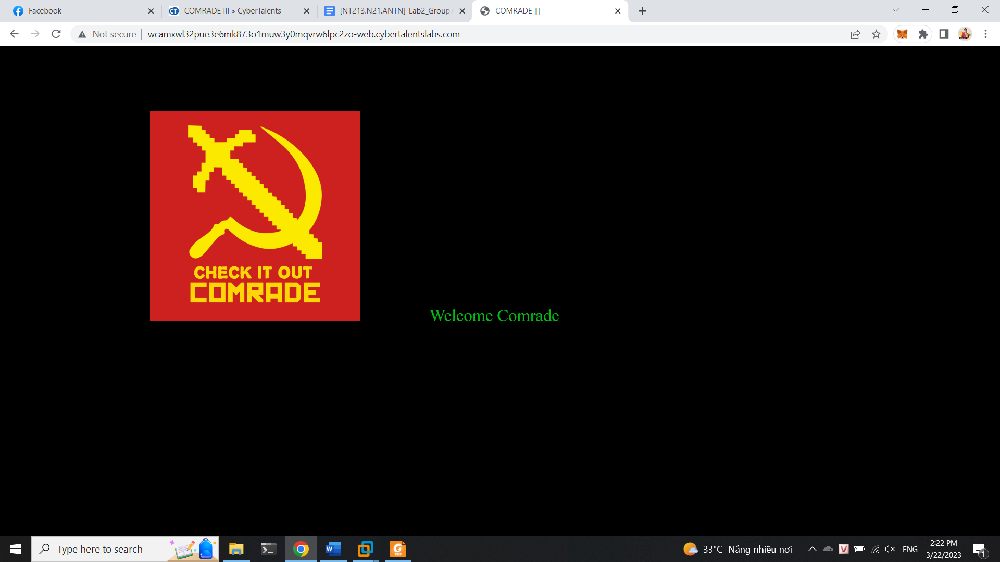 Facebook
COMRADE III » CyberTalents
[NT213.N21.ANTN]-Lab2_Group7
COMRADE |||
Not secure
wcamxwl32pue3e6mk873o1muw3y0mqvrw6lpc2zo-web.cybertalentslabs.com
CHECK IT OUT
COMRADE
Welcome Comrade
Type here to search
33°C Nắng nhiều nơi
ENG
2:22 PM
3/22/2023
1